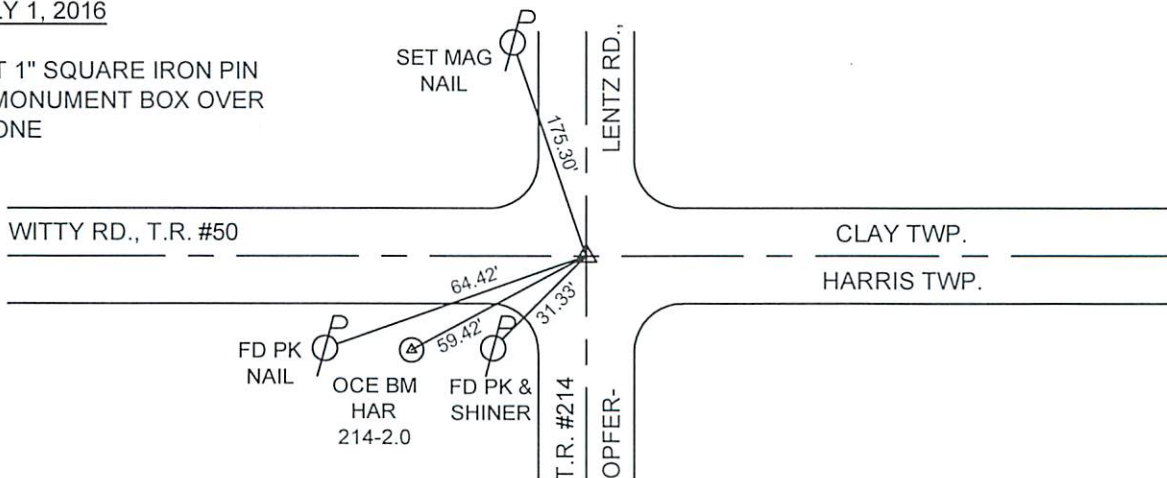 1, 2016
1" SQUARE IRON PIN
MONUMENT BOX OVER
SET MAG
NAIL
175.30'
LENTZ RD.,
WITTY RD., T.R. #50
CLAY TWP.
HARRIS TWP.
64.42'
59.42'
31.33'
FD PK
NAIL
OCE BM
HAR
214-2.0
FD PK &
SHINER
T.R. #214
OPFER-